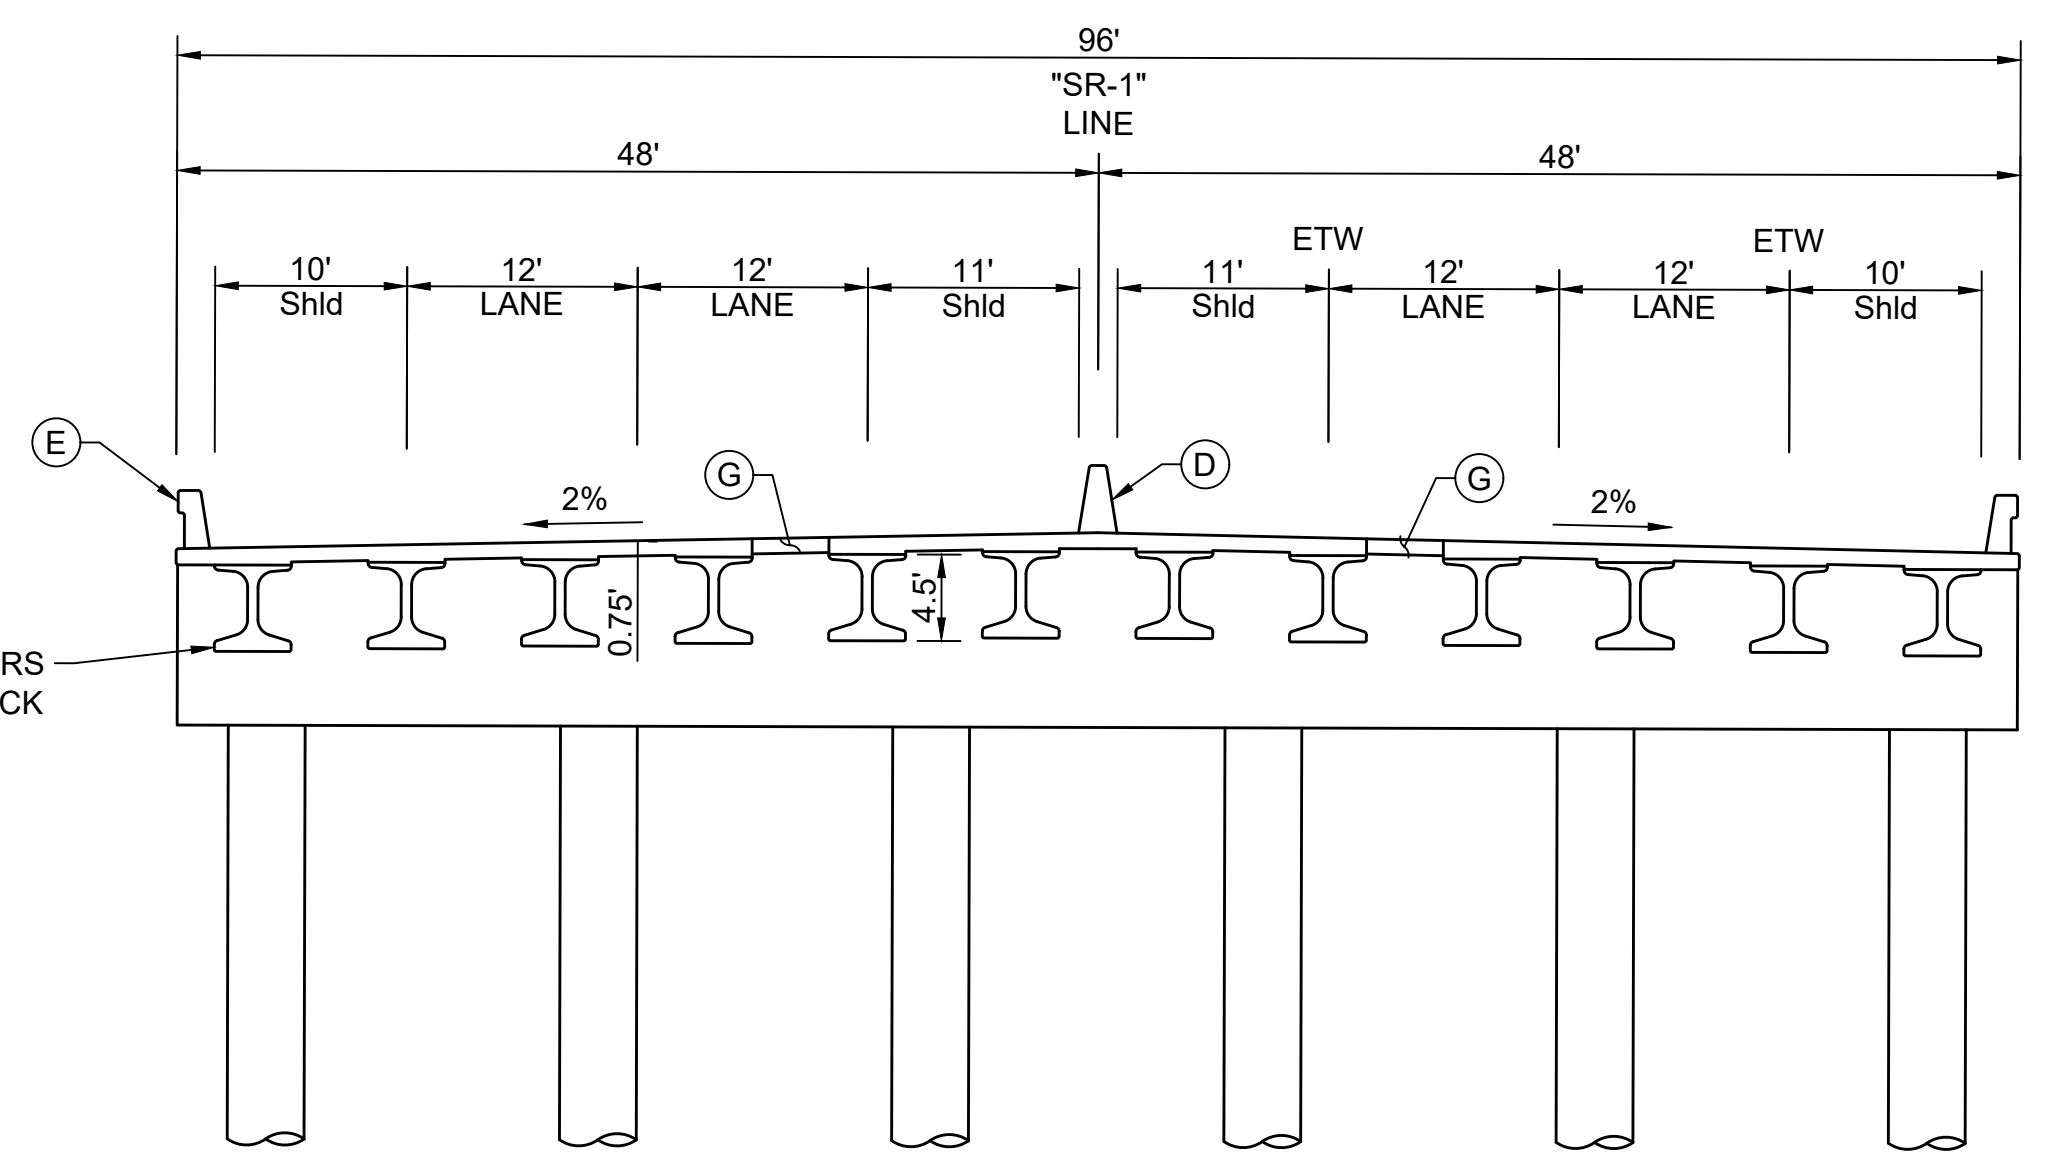 96'
"SR-1"
LINE
48'
48'
ETW
ETW
10'
12'
12'
11'
11'
12'
12'
10'
Shld
LANE
LANE
Shld
Shld
LANE
LANE
Shld
E
G
D
G
2%
2%
0.75'
4.5'
RS
CK